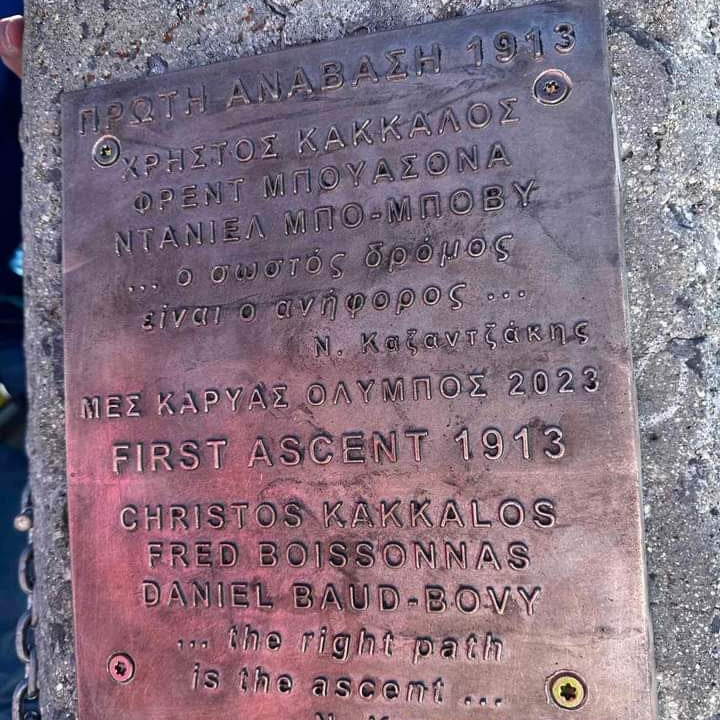 ΠΡΩΤΗ ΑΝΑΒΑΣΗ 1913
ΧΡΗΣΤΟΣ ΚΑΚΚΑΛΟΣ
ΦΡΕΝΤ ΜΠΟΥΑΣΟΝΑ
ΝΤΑΝΙΕΛ ΜΠΟ-ΜΠΟΒΥ
... ο σωστός δρόμος
είναι ο ανήφορος ...
Ν. Καζαντζάκης
ΜΕΣ ΚΑΡΥΑΣ ΟΛΥΜΠΟΣ 2023
FIRST ASCENT 1913
CHRISTOS KAKKALOS
FRED BOISSONNAS
DANIEL BAUD-BOVY
... the right path
is the ascent ...